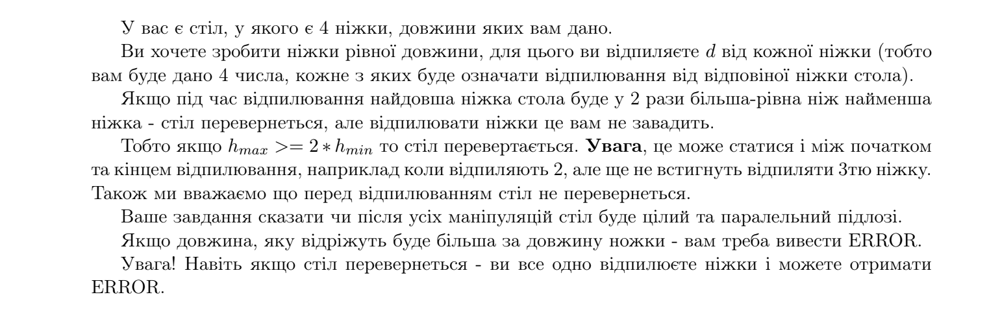 У вас є стіл, у якого є 4 ніжки, довжини яких вам дано.
Ви хочете зробити ніжки рівної довжини, для цього ви відпиляєте d від кожної ніжки (тобто
вам буде дано 4 числа, кожне з яких буде означати відпилювання від відповіної ніжки стола).
Якщо під час відпилювання найдовша ніжка стола буде у 2 рази більша-рівна ніж найменша
ніжка - стіл перевернеться, але відпилювати ніжки це вам не завадить.
Тобто якщо h_{max} >= 2 * h_{min} то стіл перевертається. Увага, це може статися і між початком
та кінцем відпилювання, наприклад коли відпиляють 2, але ще не встигнуть відпиляти 3тю ніжку.
Також ми вважаємо що перед відпилюванням стіл не перевернеться.
Ваше завдання сказати чи після усіх маніпуляцій стіл буде цілий та паралельний підлозі.
Якщо довжина, яку відріжуть буде більша за довжину ножки - вам треба вивести ERROR.
Увага! Навіть якщо стіл перевернеться - ви все одно відпилюєте ніжки і можете отримати
ERROR.